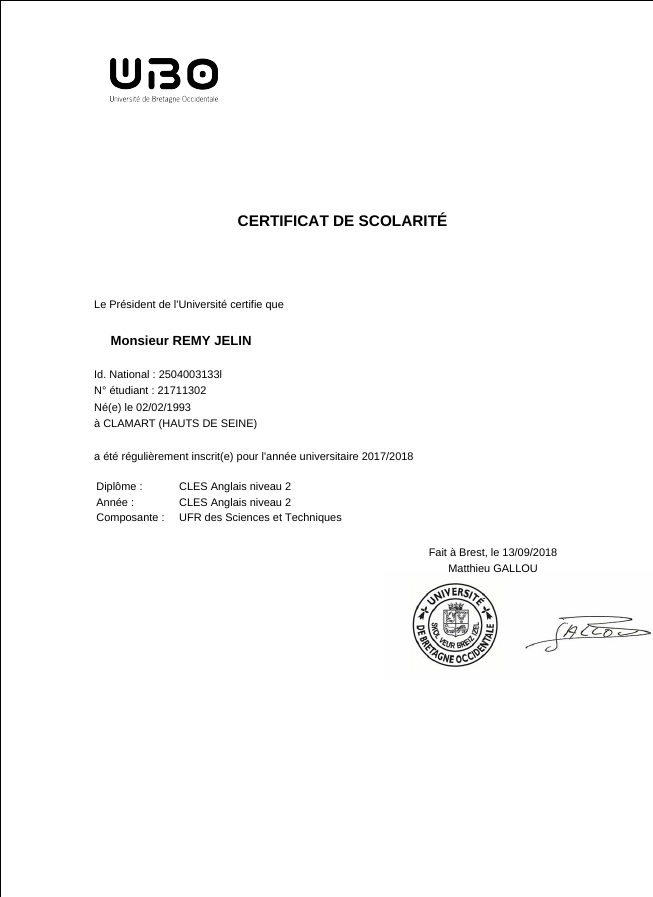 UBO
Université de Bretagne Occidentale
CERTIFICAT DE SCOLARITÉ
Le Président de l'Université certifie que
Monsieur REMY JELIN
Id. National : 2504003133l
N° étudiant : 21711302
Né(e) le 02/02/1993
à CLAMART (HAUTS DE SEINE)
a été régulièrement inscrit(e) pour l'année universitaire 2017/2018
Diplôme : CLES Anglais niveau 2
Année : CLES Anglais niveau 2
Composante : UFR des Sciences et Techniques
Fait à Brest, le 13/09/2018
Matthieu GALLOU
UNIVERSITÉ
DE BRETAGNE OCCIDENTALE
SKOL VEUR BREIZ IZEL
GALLOU